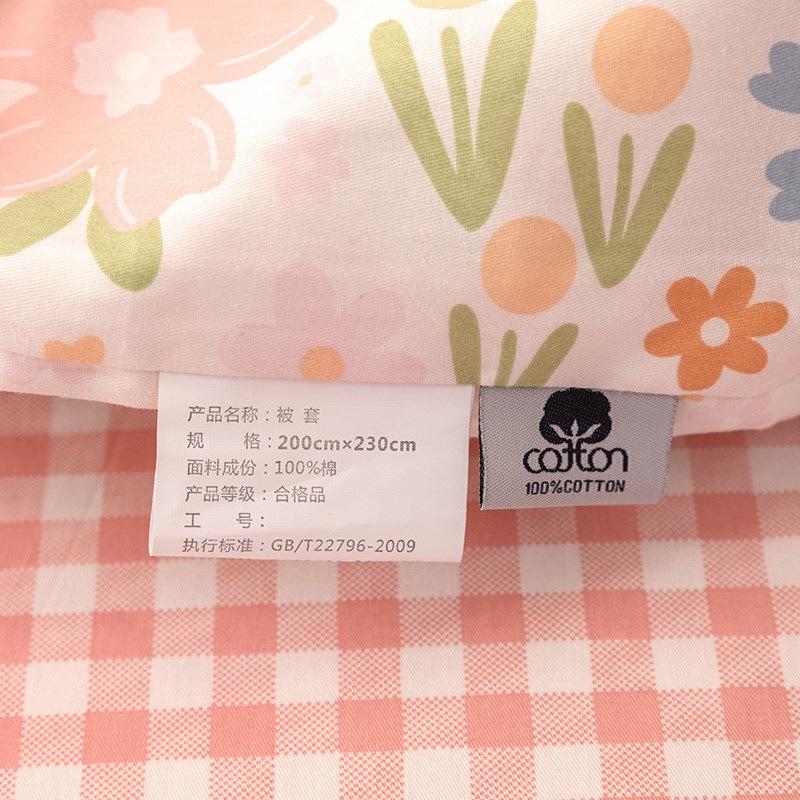 产品名称：被 套
规 格：200cm×230cm
面料成份：100%棉
产品等级：合格品
工 号：
执行标准：GB/T22796-2009
cotton
100%COTTON